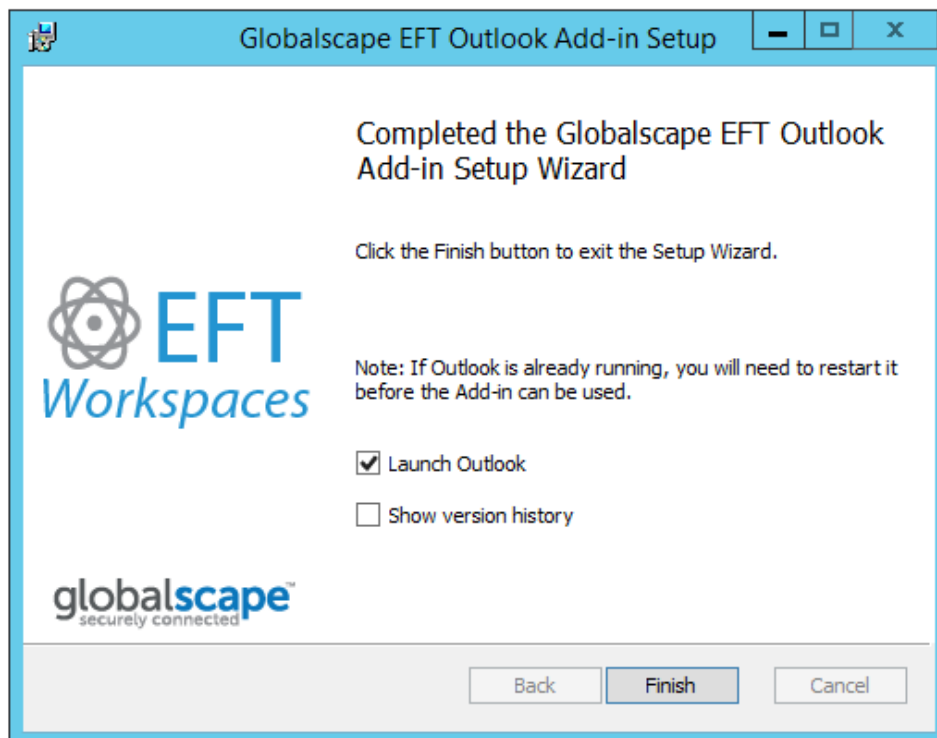 Globalscape EFT Outlook Add-in Setup
Completed the Globalscape EFT Outlook
Add-in Setup Wizard
Click the Finish button to exit the Setup Wizard.
EFT
Workspaces
Note: If Outlook is already running, you will need to restart it
before the Add-in can be used.
Launch Outlook
Show version history
globalscape™
securely connected
Back
Finish
Cancel